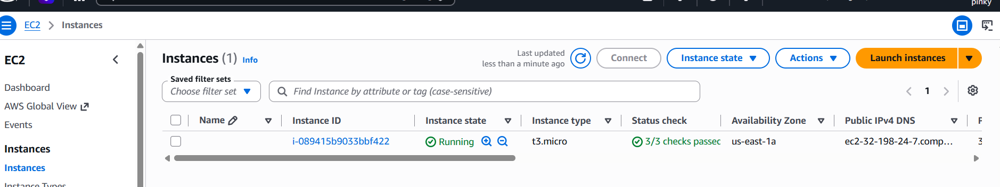 pinky
EC2 > Instances
EC2
Dashboard
AWS Global View
Events
Instances
Instances
Instance Types
Instances (1) Info
Last updated
less than a minute ago
Connect
Instance state
Actions
Launch instances
Saved filter sets
Choose filter set
Find Instance by attribute or tag (case-sensitive)
1
Name Instance ID Instance state Instance type Status check Availability Zone Public IPv4 DNS
i-089415b9033bbf422 Running t3.micro 3/3 checks passed us-east-1a ec2-32-198-24-7.comp... 3